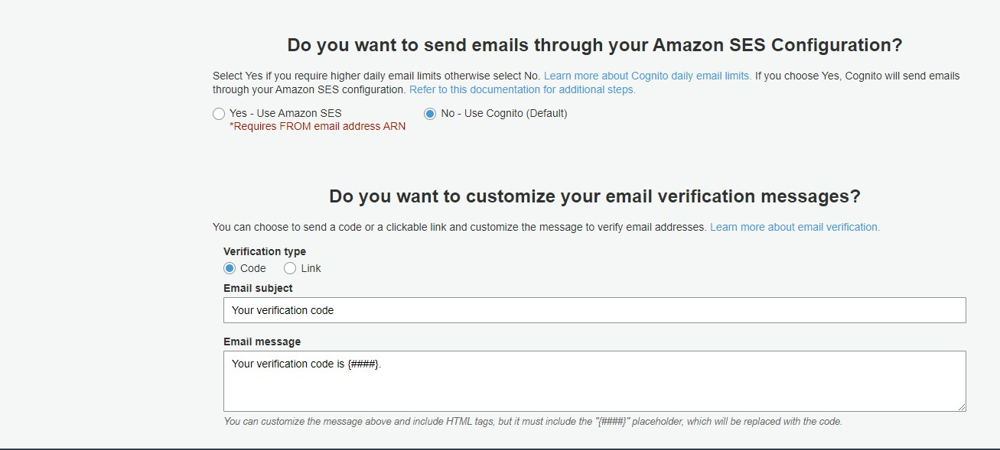 Do you want to send emails through your Amazon SES Configuration?
Select Yes if you require higher daily email limits otherwise select No. Learn more about Cognito daily email limits. If you choose Yes, Cognito will send emails
through your Amazon SES configuration. Refer to this documentation for additional steps.
Yes - Use Amazon SES
*Requires FROM email address ARN
No - Use Cognito (Default)
Do you want to customize your email verification messages?
You can choose to send a code or a clickable link and customize the message to verify email addresses. Learn more about email verification.
Verification type
Code Link
Email subject
Your verification code
Email message
Your verification code is {####}.
You can customize the message above and include HTML tags, but it must include the "{####}" placeholder, which will be replaced with the code.